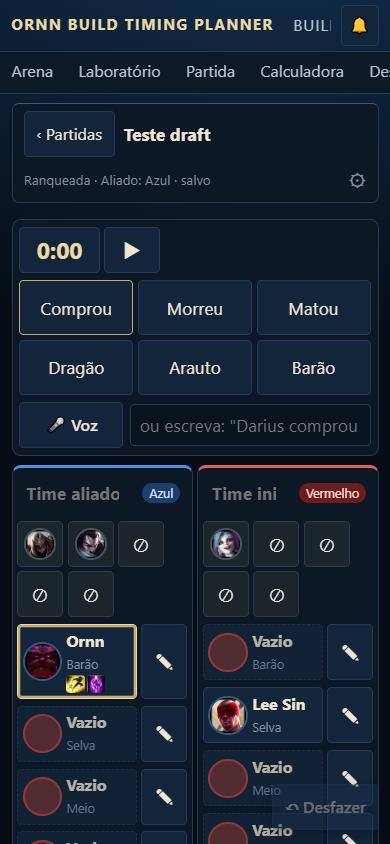 ORNN BUILD TIMING PLANNER BUIL
Arena Laboratório Partida Calculadora De
‹ Partidas Teste draft
Ranqueada · Aliado: Azul · salvo
0:00
Comprou Morreu Matou
Dragão Arauto Barão
Voz ou escreva: "Darius comprou
Time aliado Azul
Time ini Vermelho
Ornn
Barão
Vazio
Selva
Vazio
Meio
Vazio
Barão
Lee Sin
Selva
Vazio
Meio
Vazio
Desfazer